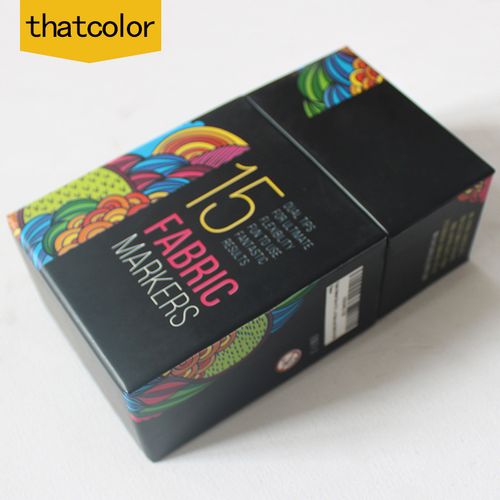 thatcolor
15
FABRIC
MARKERS
DUAL TIPS
FOR ULTIMATE
FLEXIBILITY
FUN TO USE
FANTASTIC
RESULTS